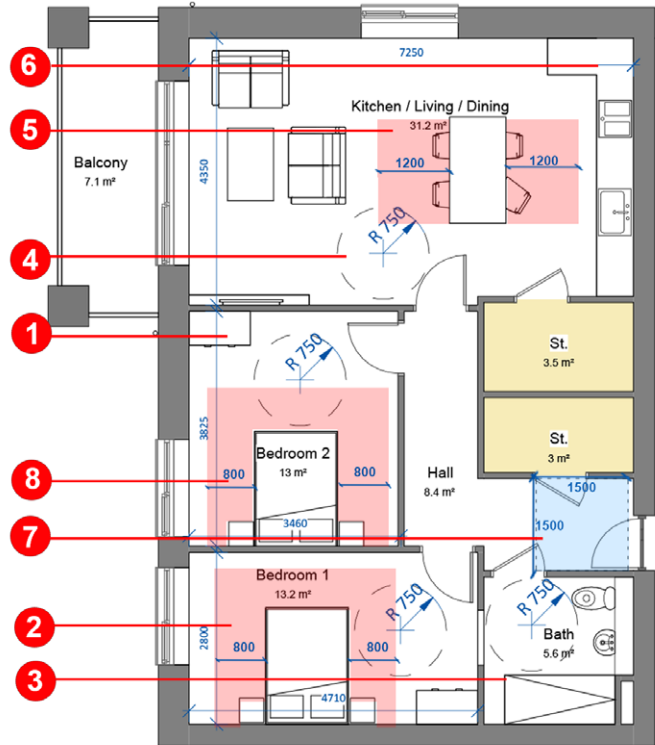 7250
6
Kitchen / Living / Dining
31.2 m²
5
1200
1200
Balcony
7.1 m²
4350
R 750
4
1
St.
3.5 m²
R 750
3825
St.
3 m²
Bedroom 2
13 m²
8
800
800
Hall
8.4 m²
1500
3460
1500
7
Bedroom 1
13.2 m²
R 750
R 750
2
2800
800
800
Bath
5.6 m²
3
4710